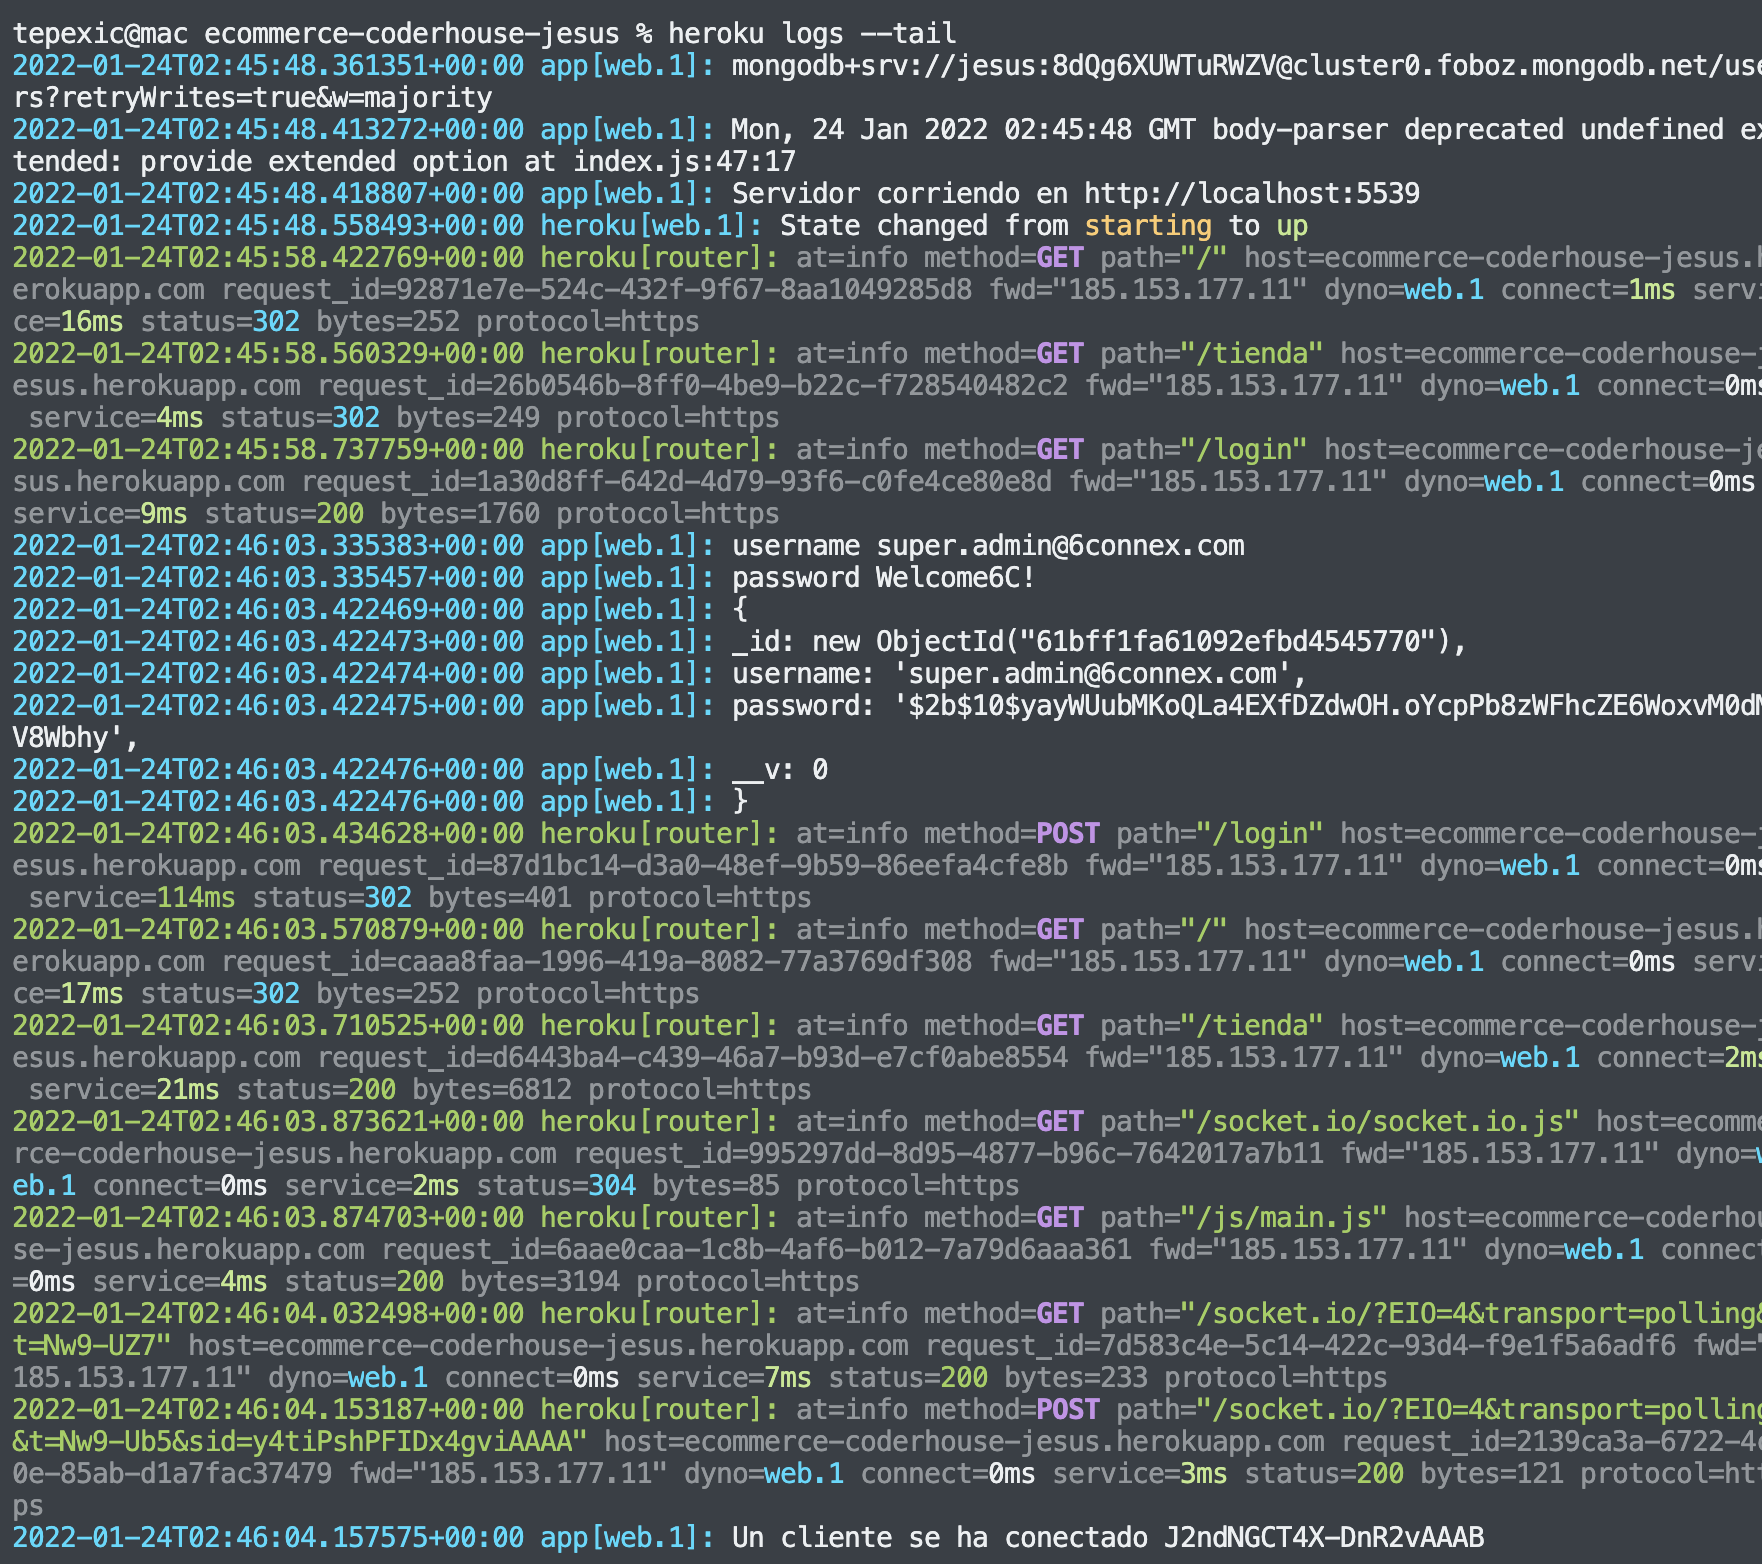 tepexic@mac ecommerce-coderhouse-jesus % heroku logs --tail
2022-01-24T02:45:48.361351+00:00 app[web.1]: mongodb+srv://jesus:8dQg6XUWTuRWZV@cluster0.foboz.mongodb.net/use
rs?retryWrites=true&w=majority
2022-01-24T02:45:48.413272+00:00 app[web.1]: Mon, 24 Jan 2022 02:45:48 GMT body-parser deprecated undefined ex
tended: provide extended option at index.js:47:17
2022-01-24T02:45:48.418807+00:00 app[web.1]: Servidor corriendo en http://localhost:5539
2022-01-24T02:45:48.558493+00:00 heroku[web.1]: State changed from starting to up
2022-01-24T02:45:58.422769+00:00 heroku[router]: at=info method=GET path="/" host=ecommerce-coderhouse-jesus.h
erokuapp.com request_id=92871e7e-524c-432f-9f67-8aa1049285d8 fwd="185.153.177.11" dyno=web.1 connect=1ms servi
ce=16ms status=302 bytes=252 protocol=https
2022-01-24T02:45:58.560329+00:00 heroku[router]: at=info method=GET path="/tienda" host=ecommerce-coderhouse-j
esus.herokuapp.com request_id=26b0546b-8ff0-4be9-b22c-f728540482c2 fwd="185.153.177.11" dyno=web.1 connect=0ms
 service=4ms status=302 bytes=249 protocol=https
2022-01-24T02:45:58.737759+00:00 heroku[router]: at=info method=GET path="/login" host=ecommerce-coderhouse-je
sus.herokuapp.com request_id=1a30d8ff-642d-4d79-93f6-c0fe4ce80e8d fwd="185.153.177.11" dyno=web.1 connect=0ms
service=9ms status=200 bytes=1760 protocol=https
2022-01-24T02:46:03.335383+00:00 app[web.1]: username super.admin@6connex.com
2022-01-24T02:46:03.335457+00:00 app[web.1]: password Welcome6C!
2022-01-24T02:46:03.422469+00:00 app[web.1]: {
2022-01-24T02:46:03.422473+00:00 app[web.1]: _id: new ObjectId("61bff1fa61092efbd4545770"),
2022-01-24T02:46:03.422474+00:00 app[web.1]: username: 'super.admin@6connex.com',
2022-01-24T02:46:03.422475+00:00 app[web.1]: password: '$2b$10$yayWUubMKoQLa4EXfDZdwOH.oYcpPb8zWFhcZE6WoxvM0dM
V8Wbhy',
2022-01-24T02:46:03.422476+00:00 app[web.1]: __v: 0
2022-01-24T02:46:03.422476+00:00 app[web.1]: }
2022-01-24T02:46:03.434628+00:00 heroku[router]: at=info method=POST path="/login" host=ecommerce-coderhouse-j
esus.herokuapp.com request_id=87d1bc14-d3a0-48ef-9b59-86eefa4cfe8b fwd="185.153.177.11" dyno=web.1 connect=0ms
 service=114ms status=302 bytes=401 protocol=https
2022-01-24T02:46:03.570879+00:00 heroku[router]: at=info method=GET path="/" host=ecommerce-coderhouse-jesus.h
erokuapp.com request_id=caaa8faa-1996-419a-8082-77a3769df308 fwd="185.153.177.11" dyno=web.1 connect=0ms servi
ce=17ms status=302 bytes=252 protocol=https
2022-01-24T02:46:03.710525+00:00 heroku[router]: at=info method=GET path="/tienda" host=ecommerce-coderhouse-j
esus.herokuapp.com request_id=d6443ba4-c439-46a7-b93d-e7cf0abe8554 fwd="185.153.177.11" dyno=web.1 connect=2ms
 service=21ms status=200 bytes=6812 protocol=https
2022-01-24T02:46:03.873621+00:00 heroku[router]: at=info method=GET path="/socket.io/socket.io.js" host=ecomme
rce-coderhouse-jesus.herokuapp.com request_id=995297dd-8d95-4877-b96c-7642017a7b11 fwd="185.153.177.11" dyno=w
eb.1 connect=0ms service=2ms status=304 bytes=85 protocol=https
2022-01-24T02:46:03.874703+00:00 heroku[router]: at=info method=GET path="/js/main.js" host=ecommerce-coderhou
se-jesus.herokuapp.com request_id=6aae0caa-1c8b-4af6-b012-7a79d6aaa361 fwd="185.153.177.11" dyno=web.1 connect
=0ms service=4ms status=200 bytes=3194 protocol=https
2022-01-24T02:46:04.032498+00:00 heroku[router]: at=info method=GET path="/socket.io/?EIO=4&transport=polling&
t=Nw9-UZ7" host=ecommerce-coderhouse-jesus.herokuapp.com request_id=7d583c4e-5c14-422c-93d4-f9e1f5a6adf6 fwd="
185.153.177.11" dyno=web.1 connect=0ms service=7ms status=200 bytes=233 protocol=https
2022-01-24T02:46:04.153187+00:00 heroku[router]: at=info method=POST path="/socket.io/?EIO=4&transport=polling
&t=Nw9-Ub5&sid=y4tiPshPFIDx4gviAAAA" host=ecommerce-coderhouse-jesus.herokuapp.com request_id=2139ca3a-6722-4
0e-85ab-d1a7fac37479 fwd="185.153.177.11" dyno=web.1 connect=0ms service=3ms status=200 bytes=121 protocol=htt
ps
2022-01-24T02:46:04.157575+00:00 app[web.1]: Un cliente se ha conectado J2ndNGCT4X-DnR2vAAAB